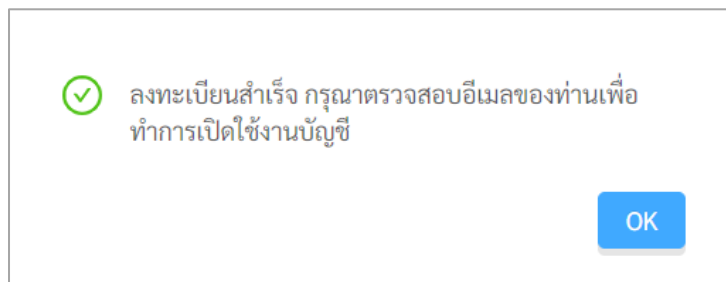 ลงทะเบียนสำเร็จ กรุณาตรวจสอบอีเมลของท่านเพื่อ
ทำการเปิดใช้งานบัญชี
OK